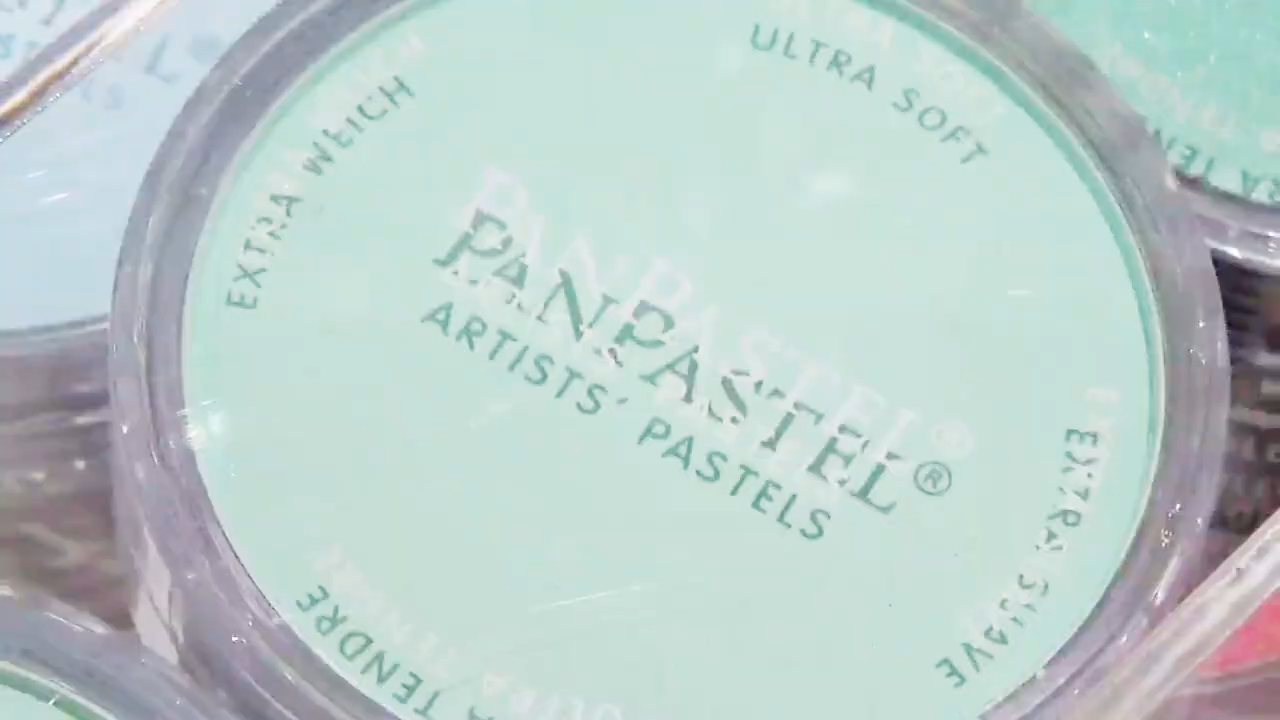 EXTRA WEICH
ULTRA SOFT
PANPASTEL®
ARTISTS' PASTELS
EXTRA SUAVE
TENDRE